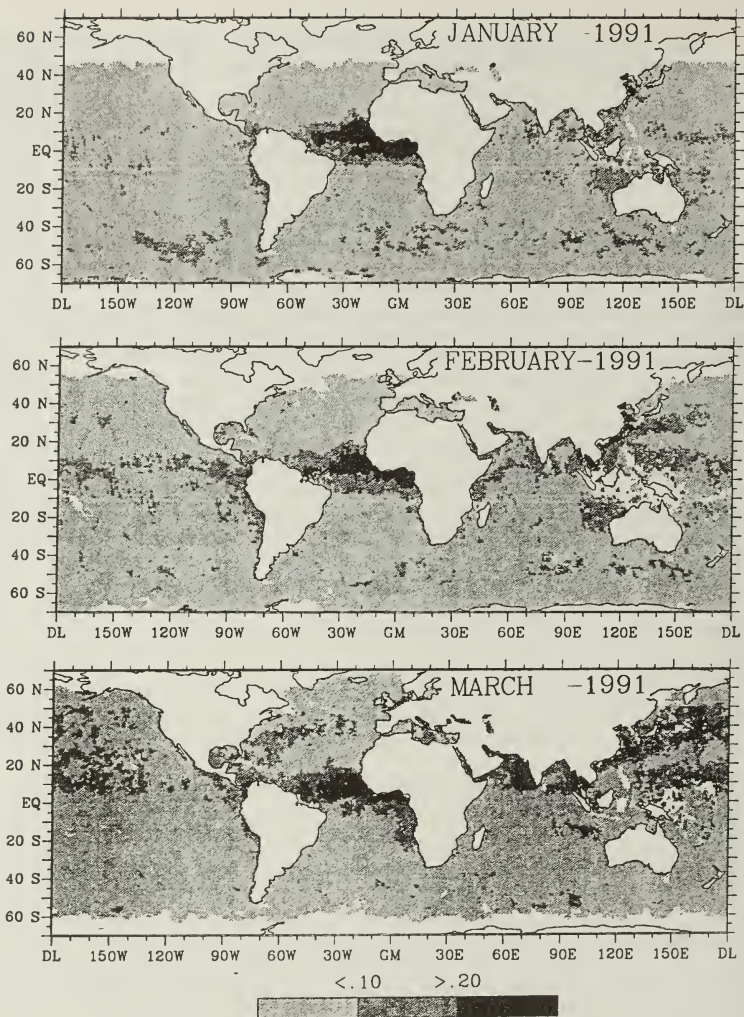 JANUARY -1991
60 N
40 N
20 N
EQ
20 S
40 S
60 S
DL 150W 120W 90W 60W 30W GM 30E 60E 90E 120E 150E DL
FEBRUARY-1991
60 N
40 N
20 N
EQ
20 S
40 S
60 S
DL 150W 120W 90W 60W 30W GM 30E 60E 90E 120E 150E DL
MARCH -1991
60 N
40 N
20 N
EQ
20 S
40 S
60 S
DL 150W 120W 90W 60W 30W GM 30E 60E 90E 120E 150E DL
<.10 >.20